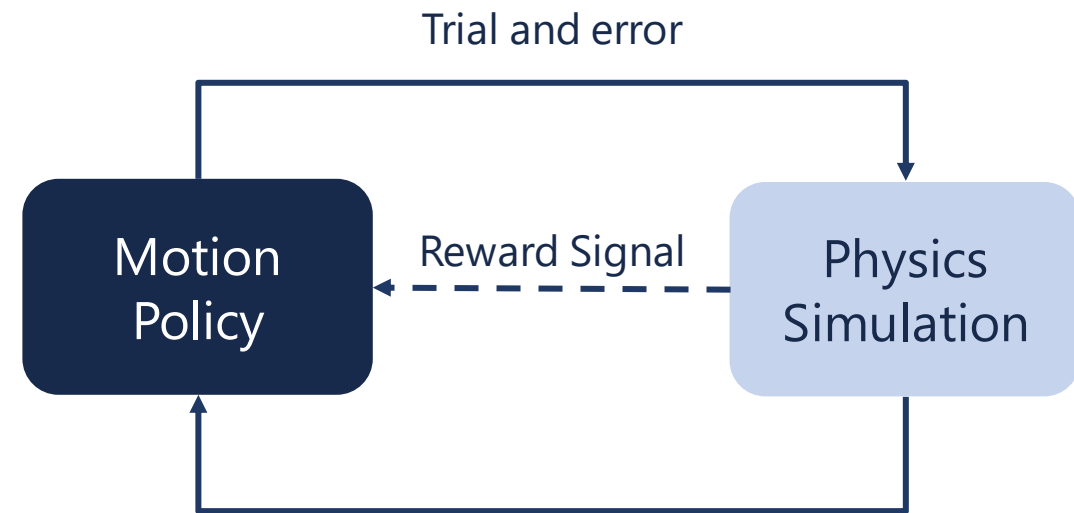 Trial and error
Motion
Policy
Reward Signal
Physics
Simulation